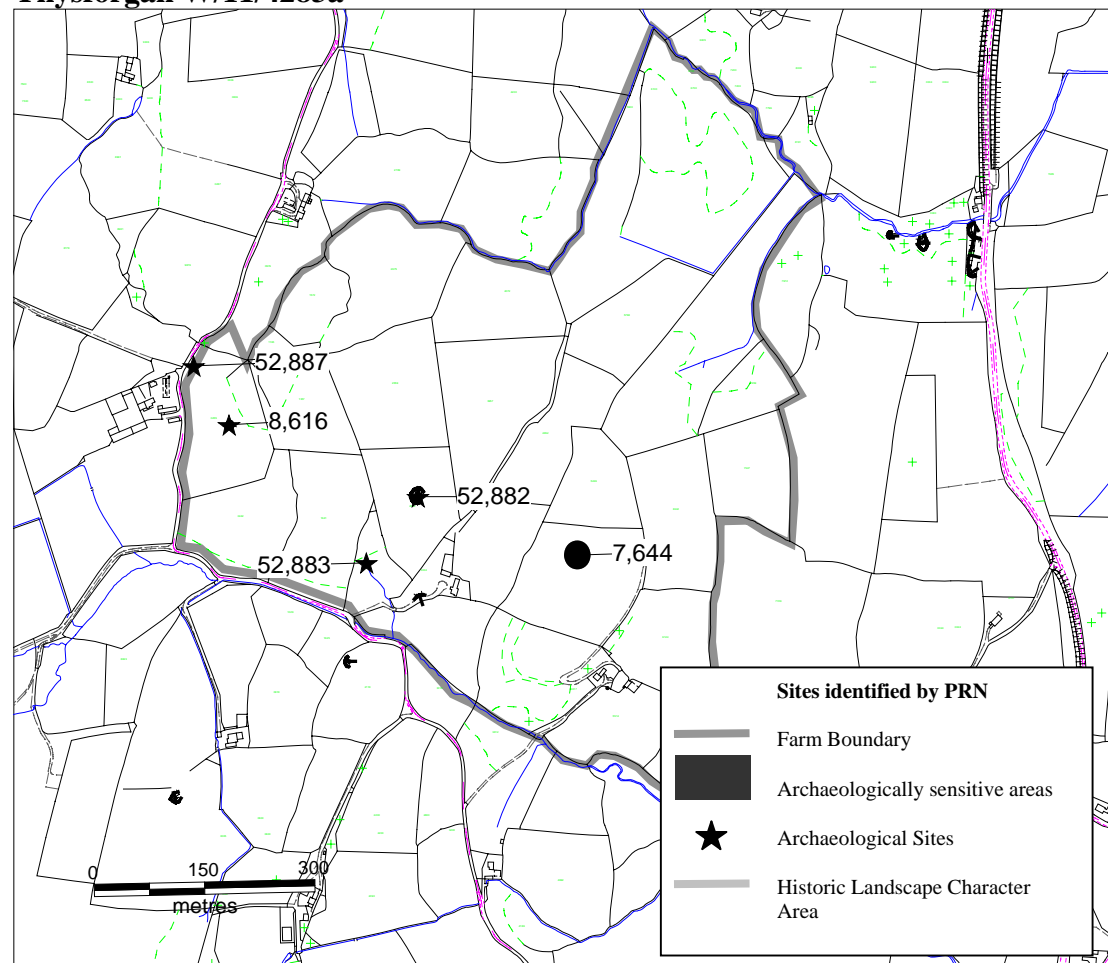 52,887
8,616
52,882
52,883
7,644
Sites identified by PRN
Farm Boundary
Archaeologically sensitive areas
Archaeological Sites
Historic Landscape Character
Area
0 150 300
metres